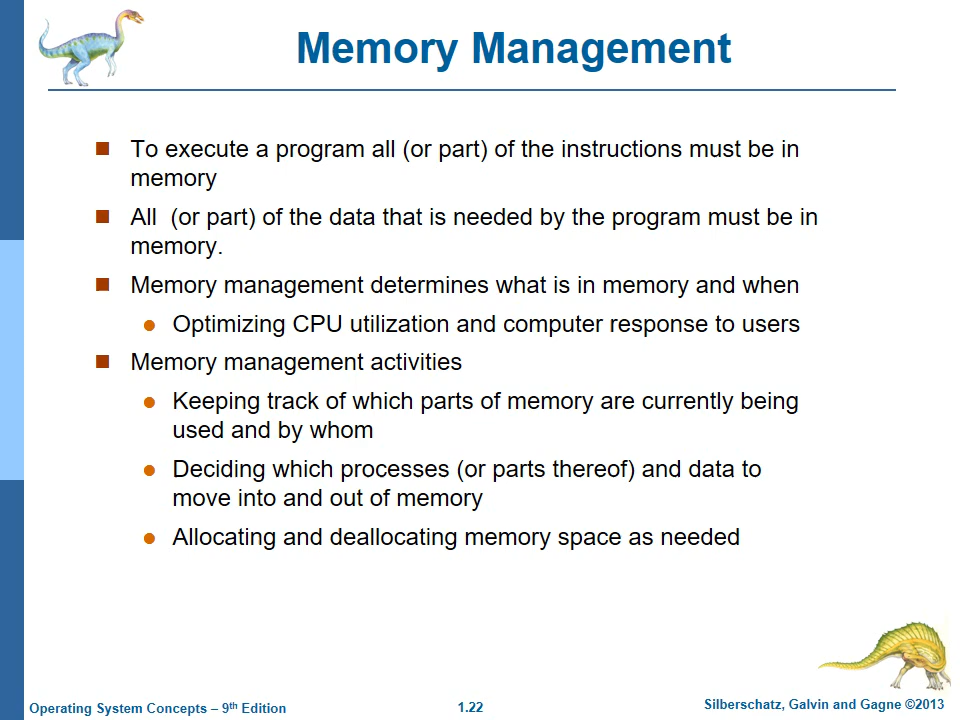 Memory Management
To execute a program all (or part) of the instructions must be in
memory
All  (or part) of the data that is needed by the program must be in
memory.
Memory management determines what is in memory and when
Optimizing CPU utilization and computer response to users
Memory management activities
Keeping track of which parts of memory are currently being
used and by whom
Deciding which processes (or parts thereof) and data to
move into and out of memory
Allocating and deallocating memory space as needed
Operating System Concepts – 9th Edition
1.22
Silberschatz, Galvin and Gagne ©2013